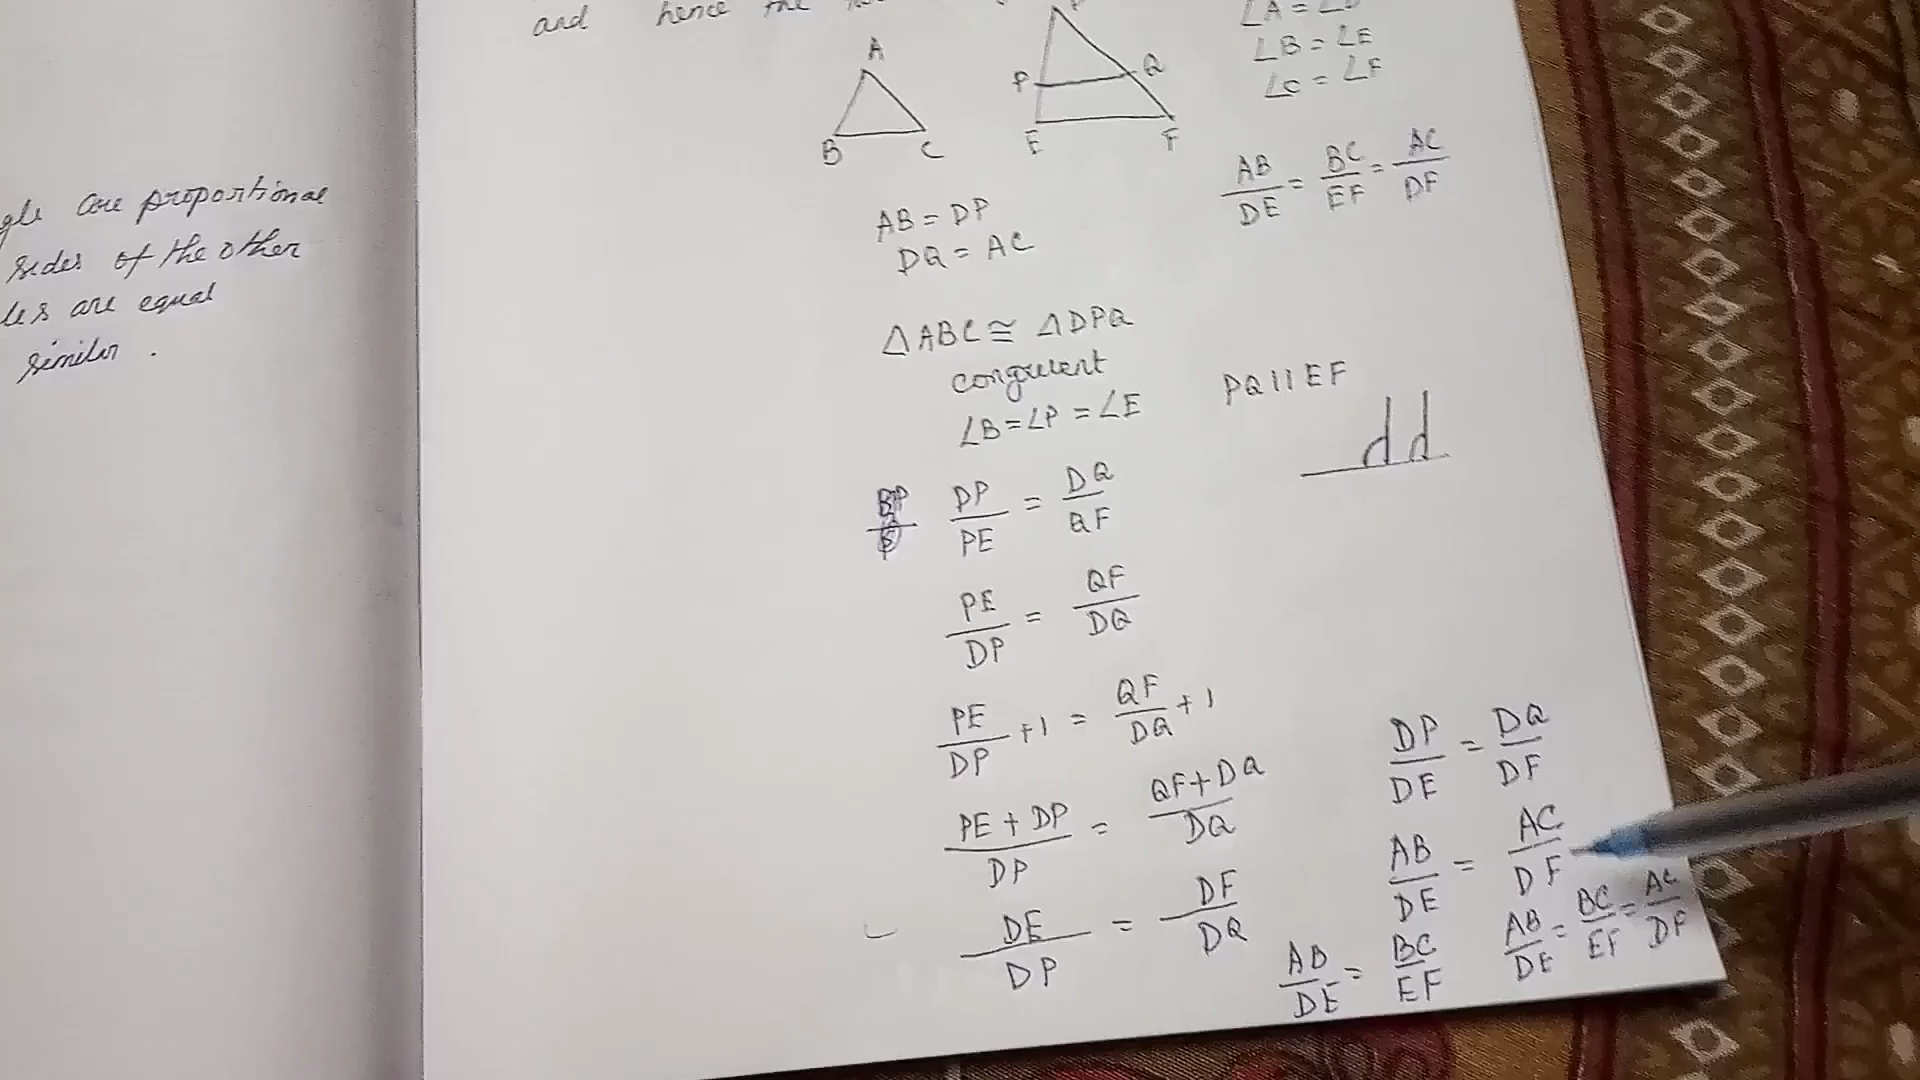 and hence the
gle are proportional
sides of the other
les are equal
similar .
A
B C
P Q
E F
∠A = ∠D
∠B = ∠E
∠C = ∠F
AB/DE = BC/EF = AC/DF
AB = DP
DQ = AC
△ABC ≅ △DPQ
congruent
∠B = ∠P = ∠E
PQ || EF
DP/PE = DQ/QF
PE/DP = QF/DQ
PE/DP + 1 = QF/DQ + 1
PE + DP/DP = QF + DQ/DQ
DE/DP = DF/DQ
DP/DE = DQ/DF
AB/DE = AC/DF
AB/DE = BC/EF
AB/DE = BC/EF = AC/DF